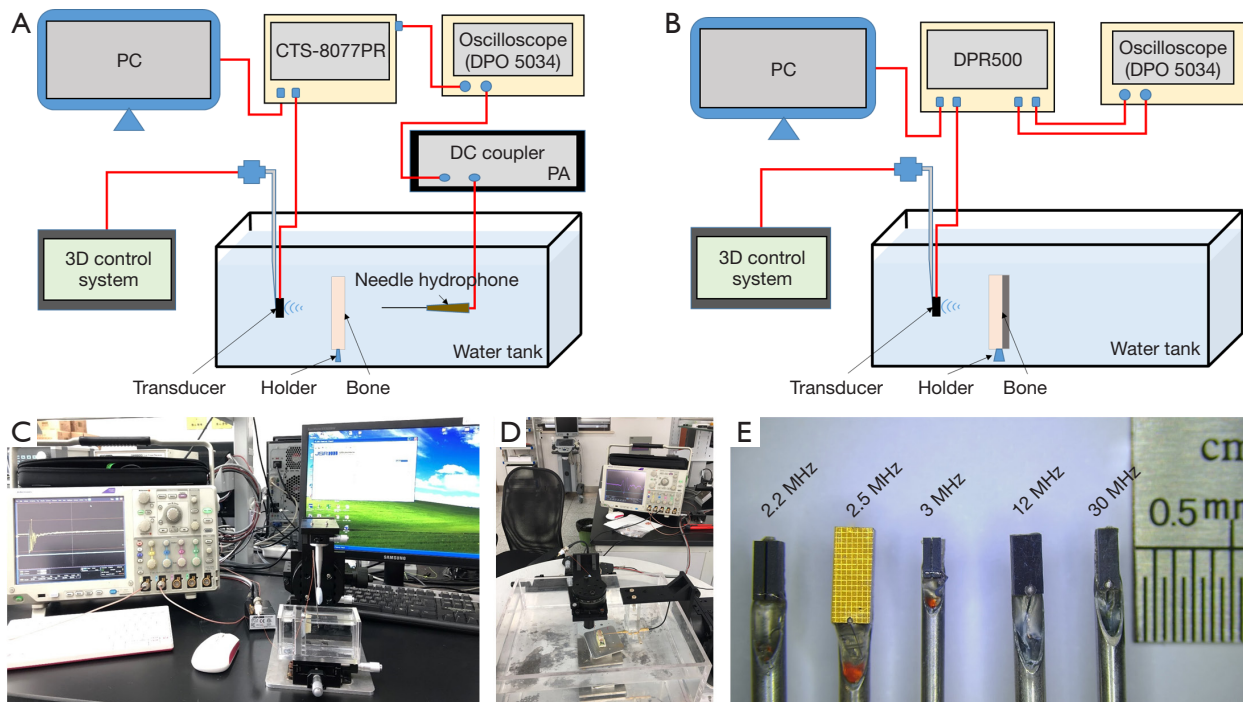 A
PC
CTS-8077PR
Oscilloscope
(DPO 5034)
DC coupler
PA
3D control
system
Needle hydrophone
Water tank
Transducer
Holder
Bone
B
PC
DPR500
Oscilloscope
(DPO 5034)
3D control
system
Water tank
Transducer
Holder
Bone
C
SAMSUNG
D
E
2.2 MHz
2.5 MHz
3 MHz
12 MHz
30 MHz
cm
0.5 mm